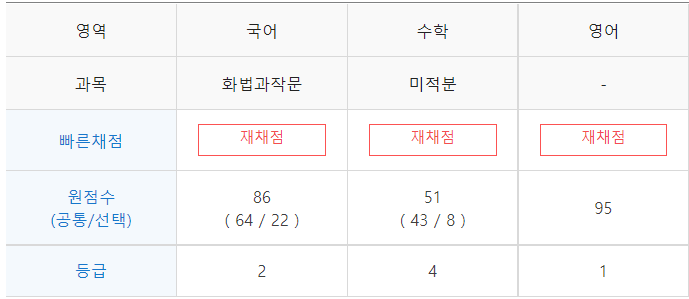 영역 국어 수학 영어
과목 화법과작문 미적분 -
빠른채점 재채점 재채점 재채점
원점수 86 51 95
(공통/선택) ( 64 / 22 ) ( 43 / 8 )
등급 2 4 1